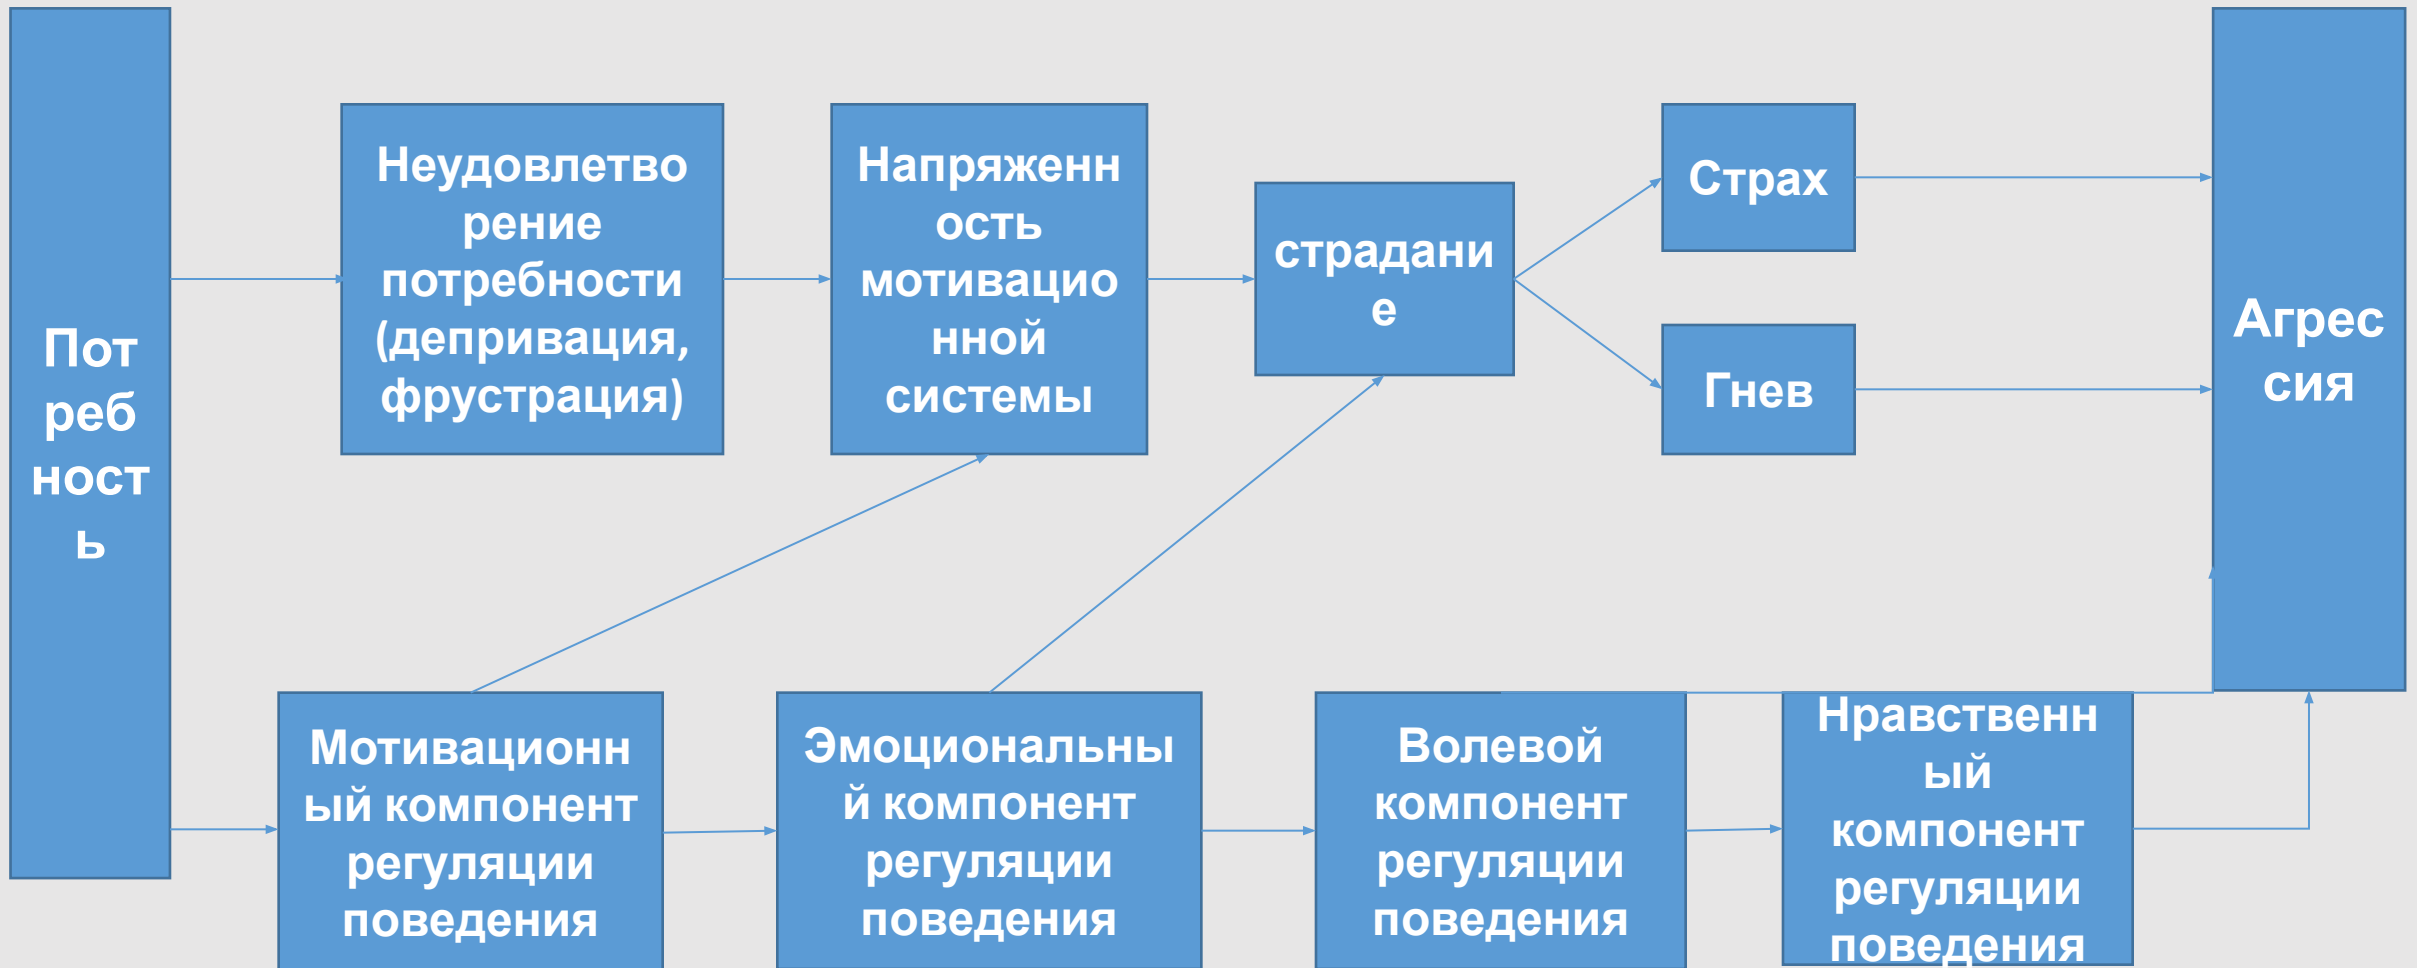 Пот
реб
ност
ь
Неудовлетво
рение
потребности
(депривация,
фрустрация)
Напряженн
ость
мотивацио
нной
системы
страдани
е
Страх
Гнев
Агрес
сия
Мотивационн
ый компонент
регуляции
поведения
Эмоциональны
й компонент
регуляции
поведения
Волевой
компонент
регуляции
поведения
Нравственн
ый
компонент
регуляции
поведения